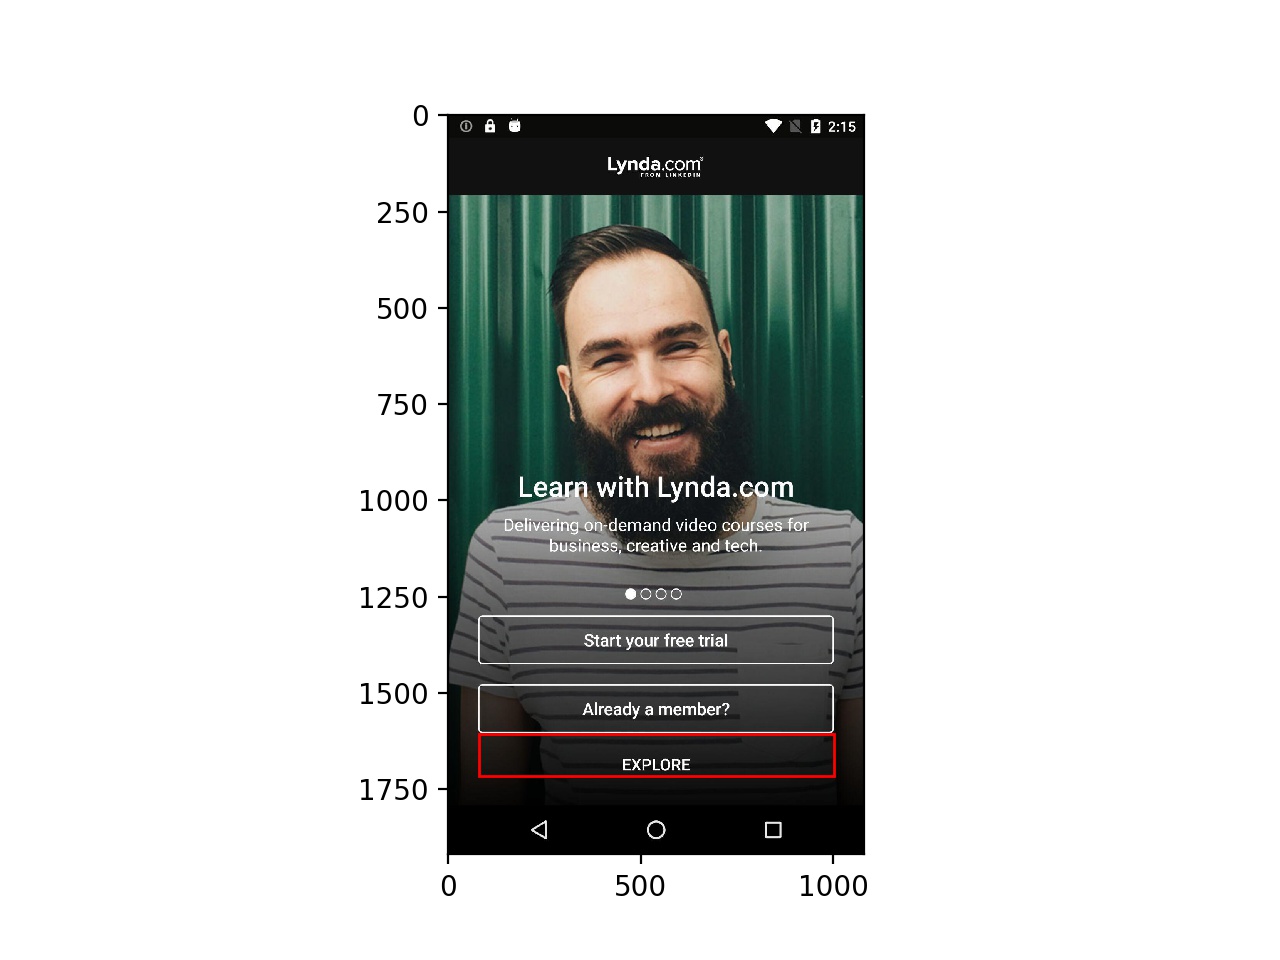 0
250
500
750
1000
1250
1500
1750
2:15
Lynda.com
FROM LINKEDIN
Learn with Lynda.com
Delivering on-demand video courses for
business, creative and tech.
Start your free trial
Already a member?
EXPLORE
0 500 1000